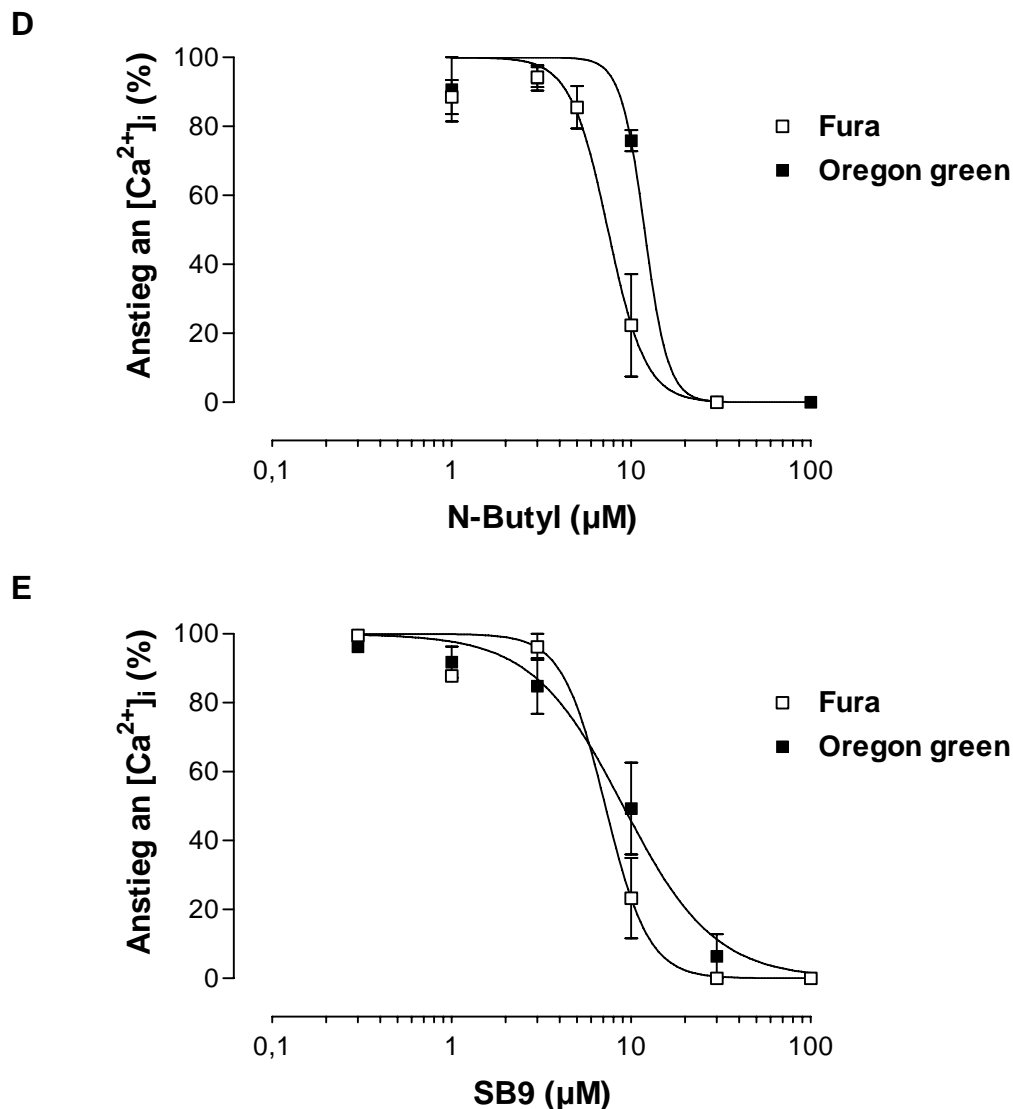 D
Anstieg an [Ca²⁺]i (%)
100
80
60
40
20
0
Fura
Oregon green
0,1 1 10 100
N-Butyl (µM)
E
Anstieg an [Ca²⁺]i (%)
100
80
60
40
20
0
Fura
Oregon green
0,1 1 10 100
SB9 (µM)